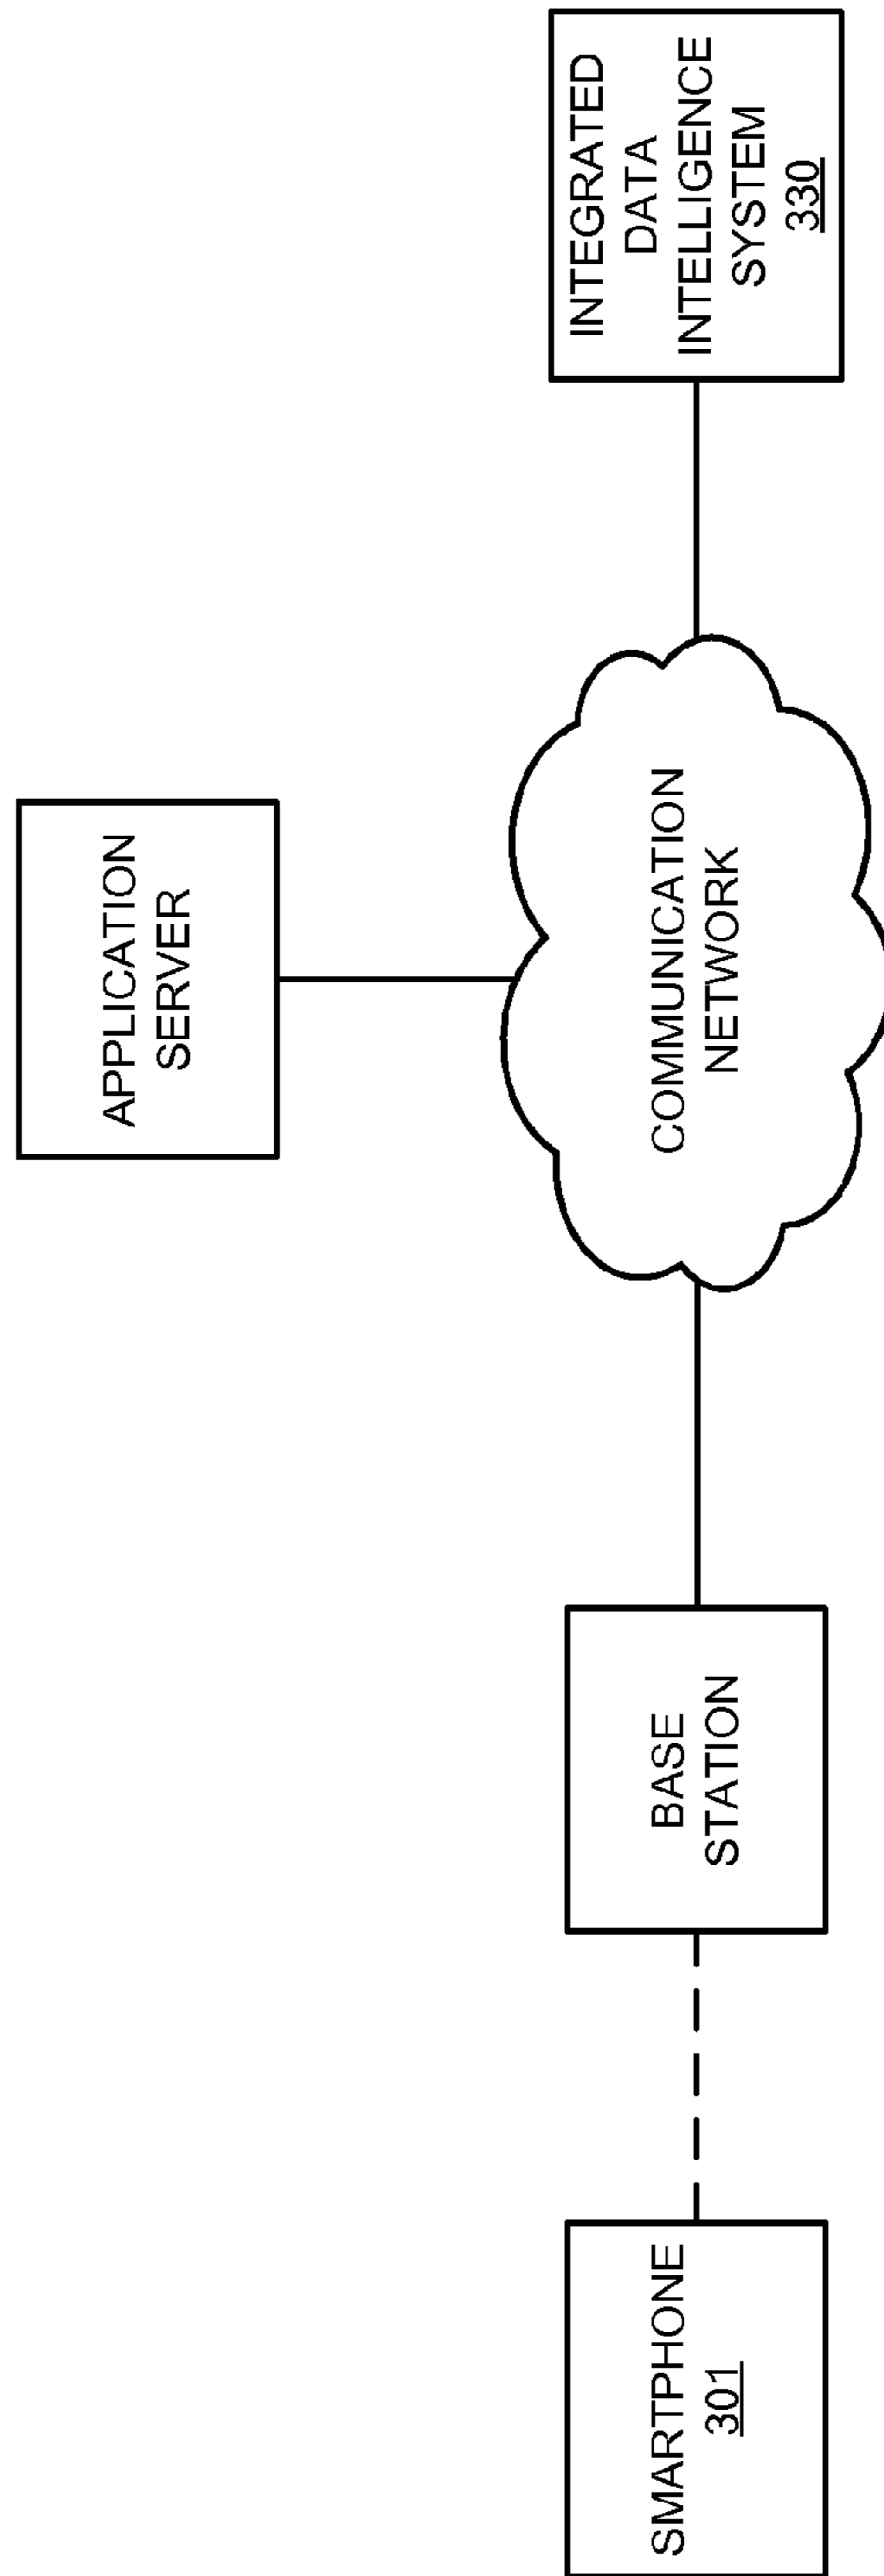 APPLICATION
SERVER
SMARTPHONE
301
BASE
STATION
COMMUNICATION
NETWORK
INTEGRATED
DATA
INTELLIGENCE
SYSTEM
330